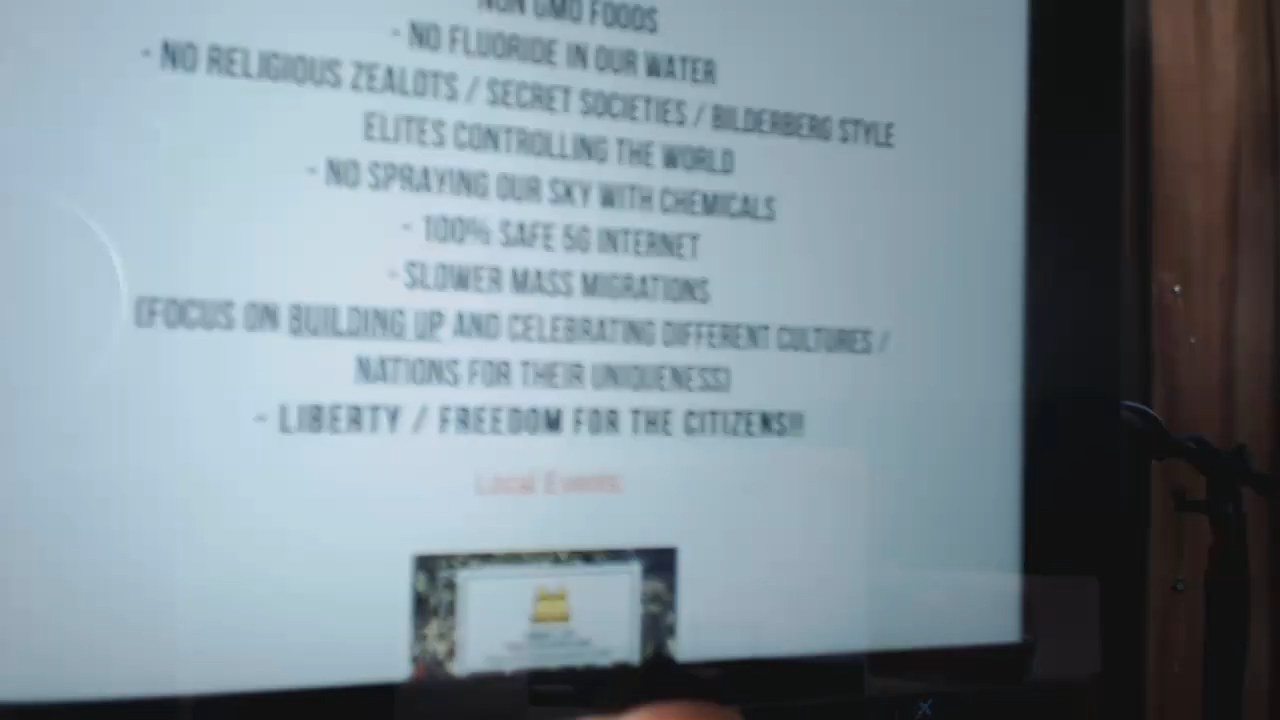 NON GMO FOODS
- NO FLUORIDE IN OUR WATER
- NO RELIGIOUS ZEALOTS / SECRET SOCIETIES / BILDERBERG STYLE
ELITES CONTROLLING THE WORLD
- NO SPRAYING OUR SKY WITH CHEMICALS
- 100% SAFE 5G INTERNET
- SLOWER MASS MIGRATIONS
(FOCUS ON BUILDING UP AND CELEBRATING DIFFERENT CULTURES /
NATIONS FOR THEIR UNIQUENESS)
- LIBERTY / FREEDOM FOR THE CITIZENS!!
Local Events